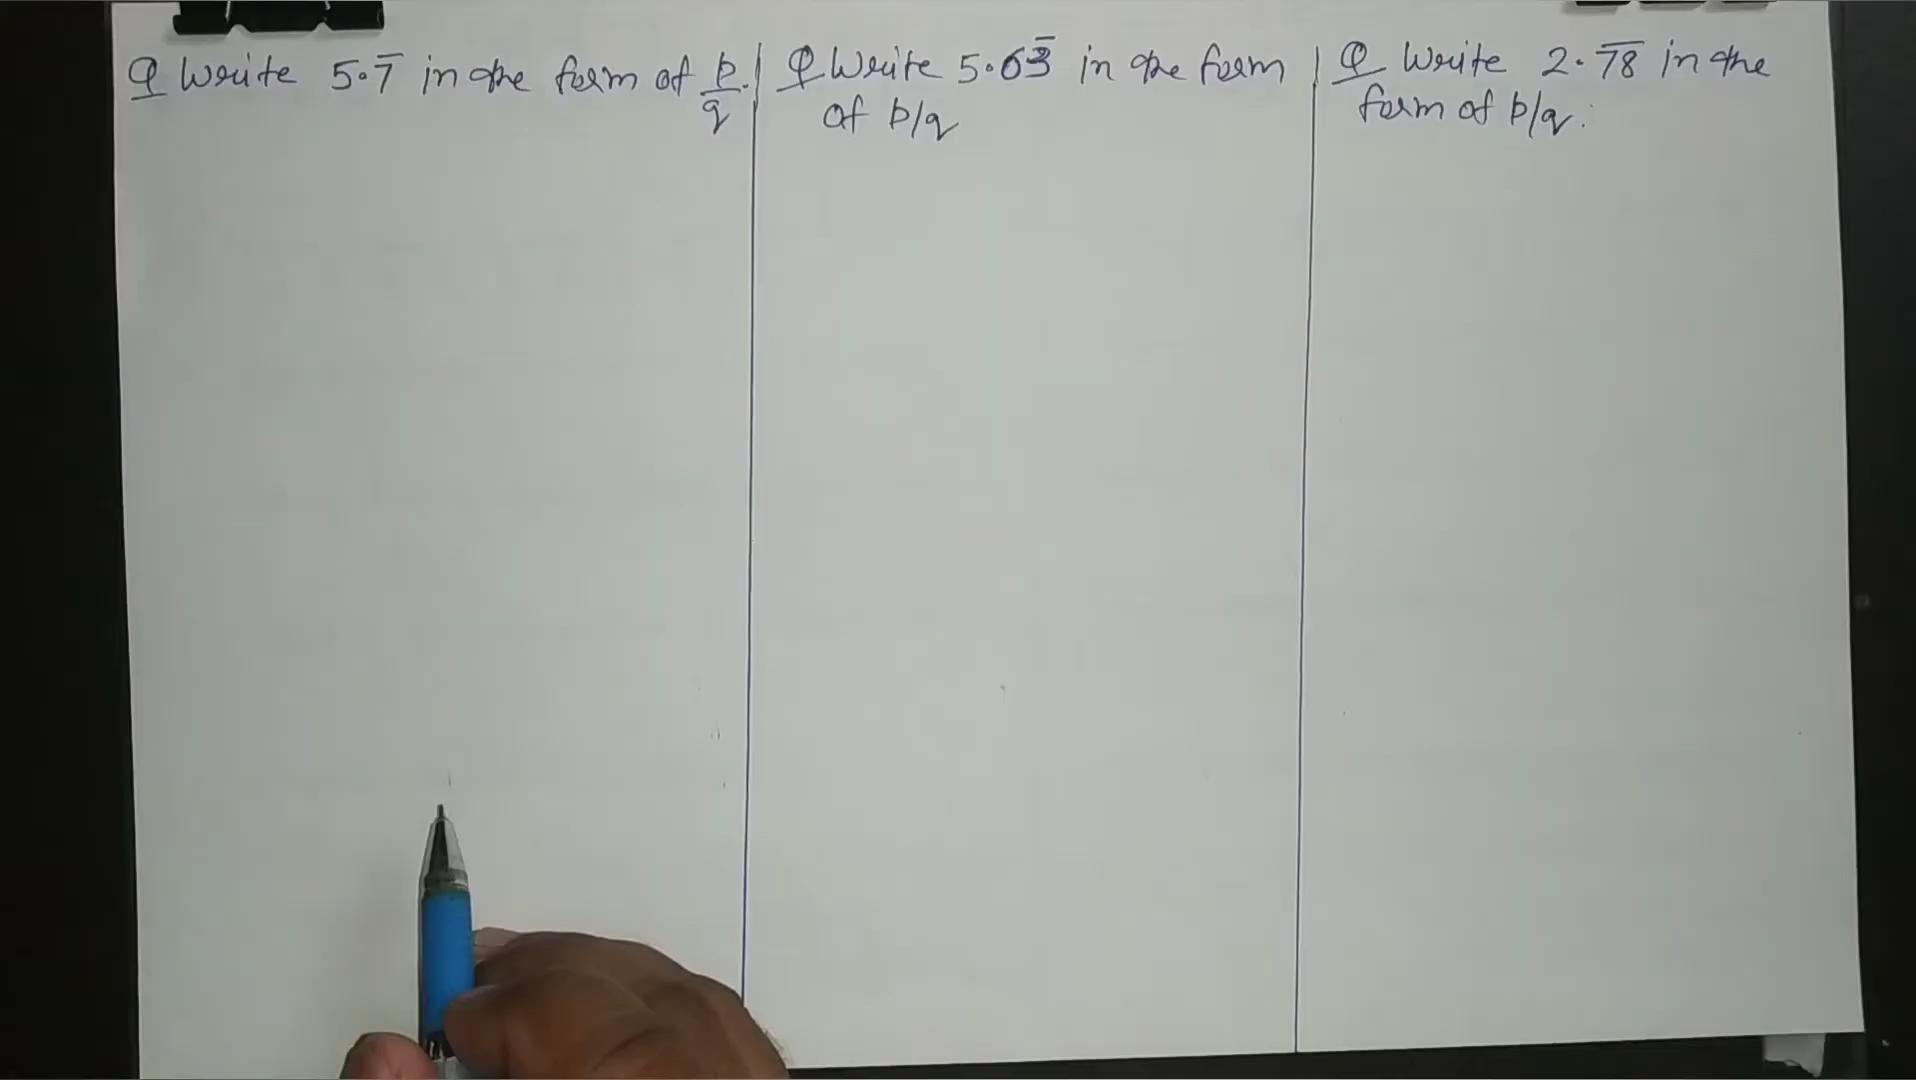 Q Write 5.7̅ in the form of p/q.
Q Write 5.63̅ in the form
of p/q
Q Write 2.7̅8̅ in the
form of p/q.